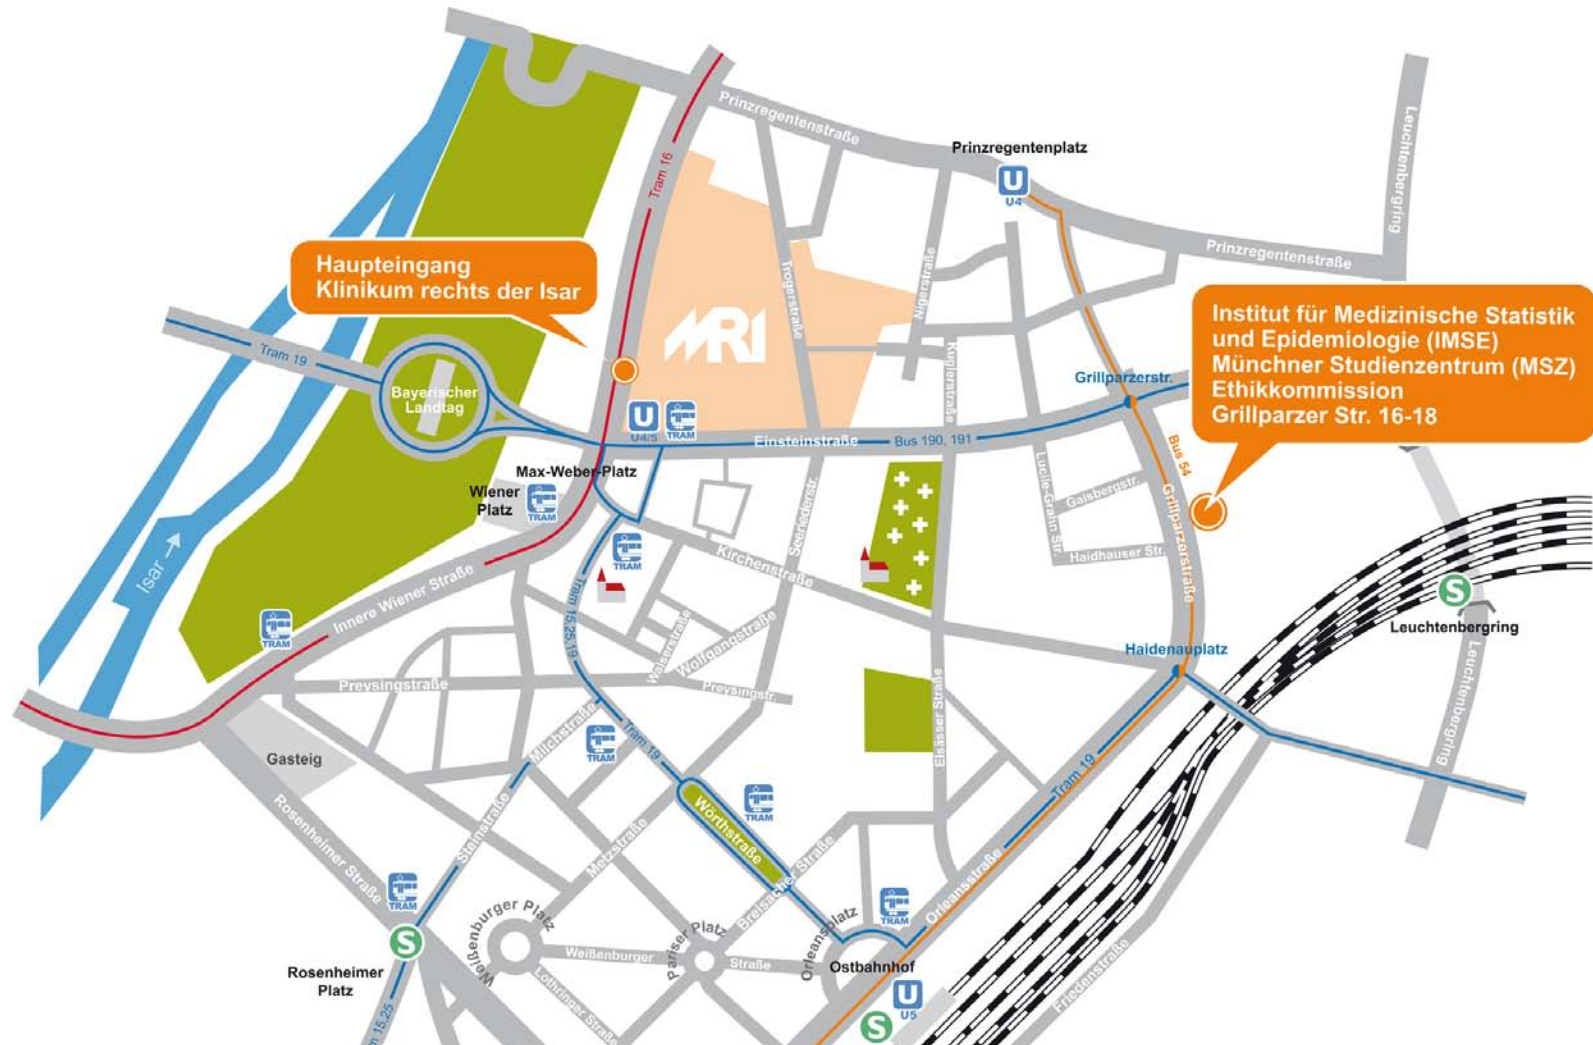 Prinzregentenstraße
Leuchtenbergring
Prinzregentenplatz
U
U4
Tram 16
Prinzregentenstraße
Haupteingang
Klinikum rechts der Isar
Trogerstraße
Nigerstraße
MRI
Institut für Medizinische Statistik
und Epidemiologie (IMSE)
Münchner Studienzentrum (MSZ)
Ethikkommission
Grillparzer Str. 16-18
Tram 19
Kuglerstraße
Grillparzerstr.
Bayerischer
Landtag
U
U4/5
TRAM
Einsteinstraße
Bus 190, 191
Bus 54
Max-Weber-Platz
Wiener
Platz
TRAM
Seeriederstr.
Lucile-Grahn Str.
Gaisbergstr.
Grillparzerstraße
Haidhauser Str.
TRAM
Kirchenstraße
Isar
Innere Wiener Straße
TRAM
Tram 15,25,19
S
Leuchtenbergring
Walserstraße
Wolfgangstraße
Haidenauplatz
Preysingstraße
Preysingstr.
Leuchtenbergring
Elsässer Straße
Milchstraße
TRAM
Tram 19
Gasteig
Tram 19
Rosenheimer Straße
Steinstraße
Metzstraße
Wörthstraße
TRAM
Breisacher Straße
Orleansstraße
TRAM
TRAM
S
Rosenheimer
Platz
Weißenburger Platz
Weißenburger
Straße
Pariser Platz
Orleansplatz
Ostbahnhof
Lothringer Straße
U
U5
S
Friedenstraße
15,25